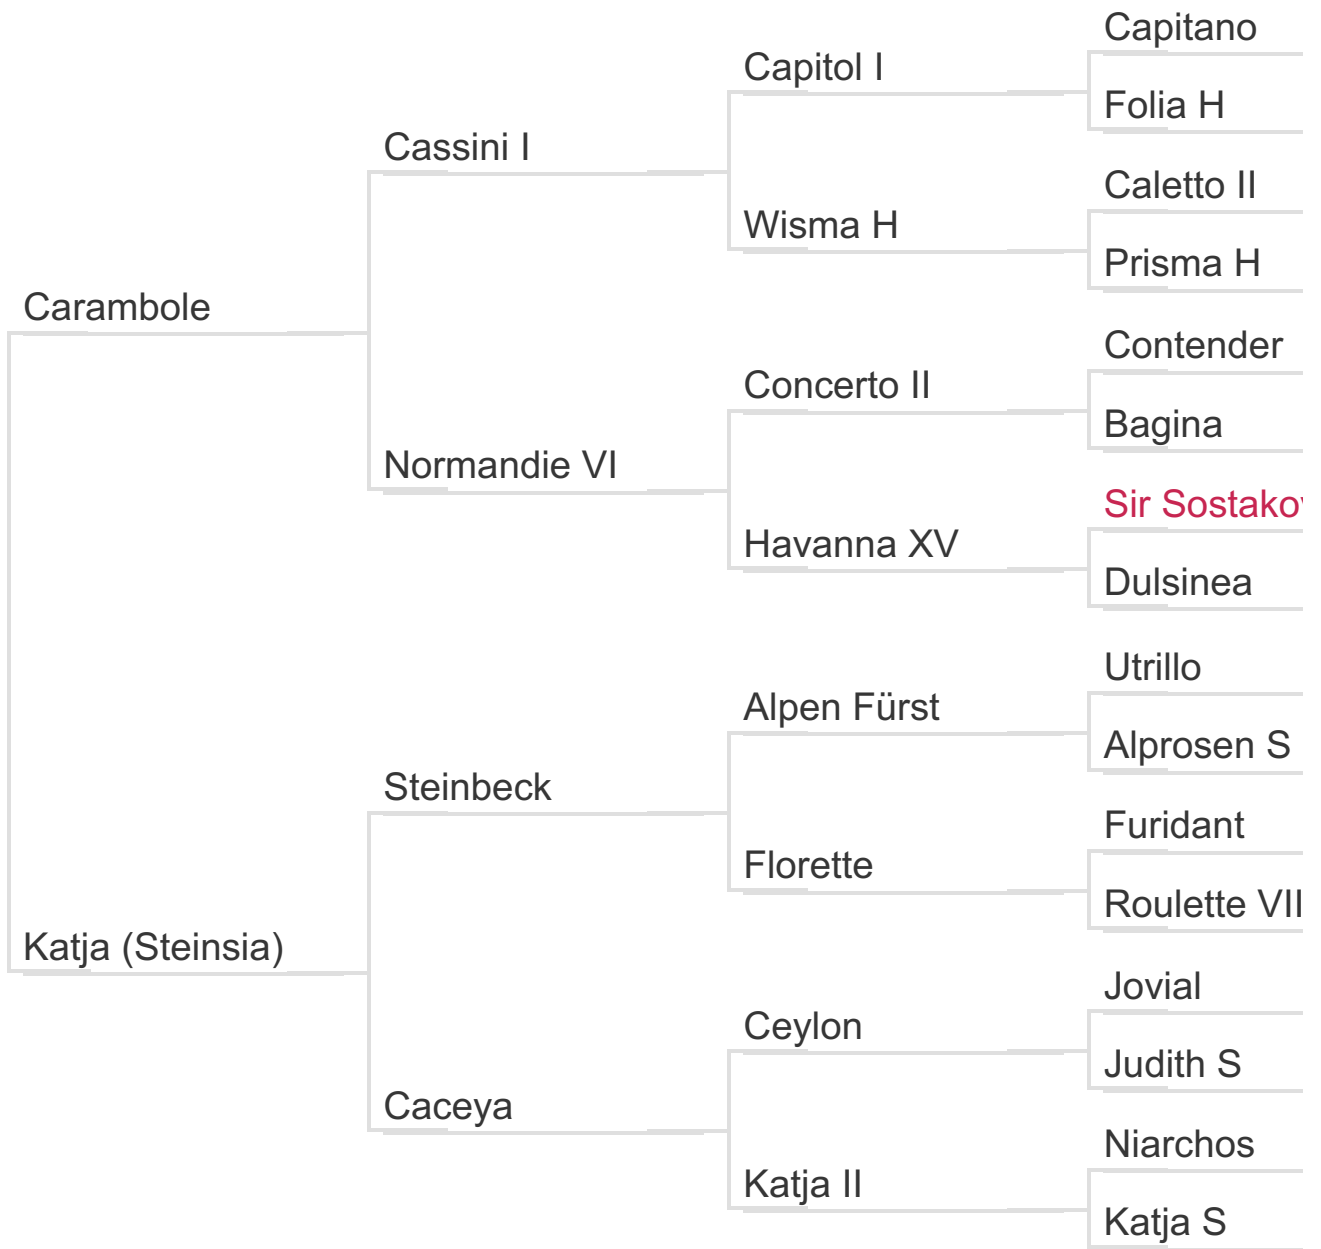 Capitano
Capitol I
Folia H
Cassini I
Caletto II
Wisma H
Prisma H
Carambole
Contender
Concerto II
Bagina
Normandie VI
Sir
Havanna XV
Dulsinea
Utrillo
Alpen Fürst
Alprosen S
Steinbeck
Furidant
Florette
Roulette VII
Katja (Steinsia)
Jovial
Ceylon
Judith S
Caceya
Niarchos
Katja II
Katja S